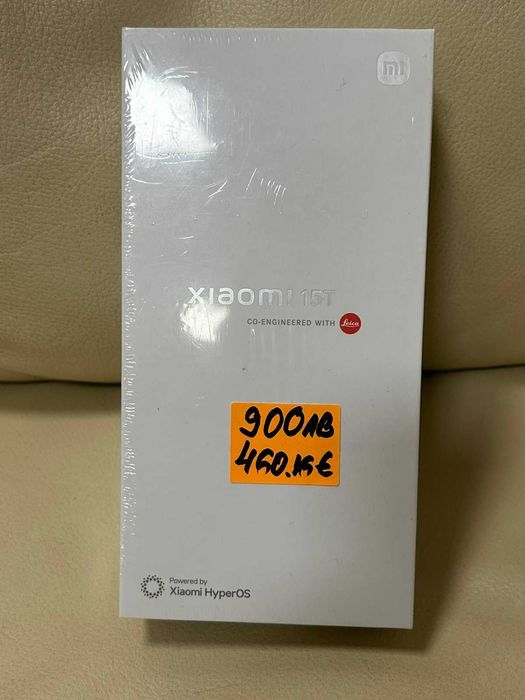 mi
xiaomi 15T
CO-ENGINEERED WITH Leica
900лв
460.16€
Powered by
Xiaomi HyperOS